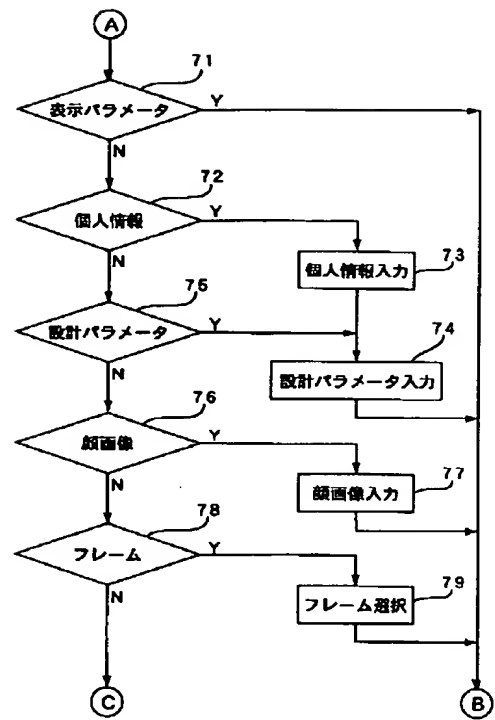 A
71
表示パラメータ
Y
N
72
個人情報
Y
N
個人情報入力
73
75
設計パラメータ
Y
N
74
設計パラメータ入力
76
顔画像
Y
N
顔画像入力
77
78
フレーム
Y
N
フレーム選択
79
C
B